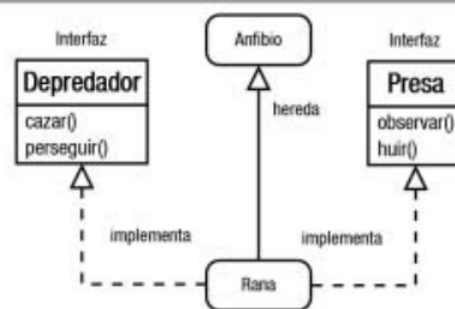 Interfaz
Depredador
cazar()
perseguir()
Anfibio
Interfaz
Presa
observar()
huir()
hereda
implementa
implementa
Rana